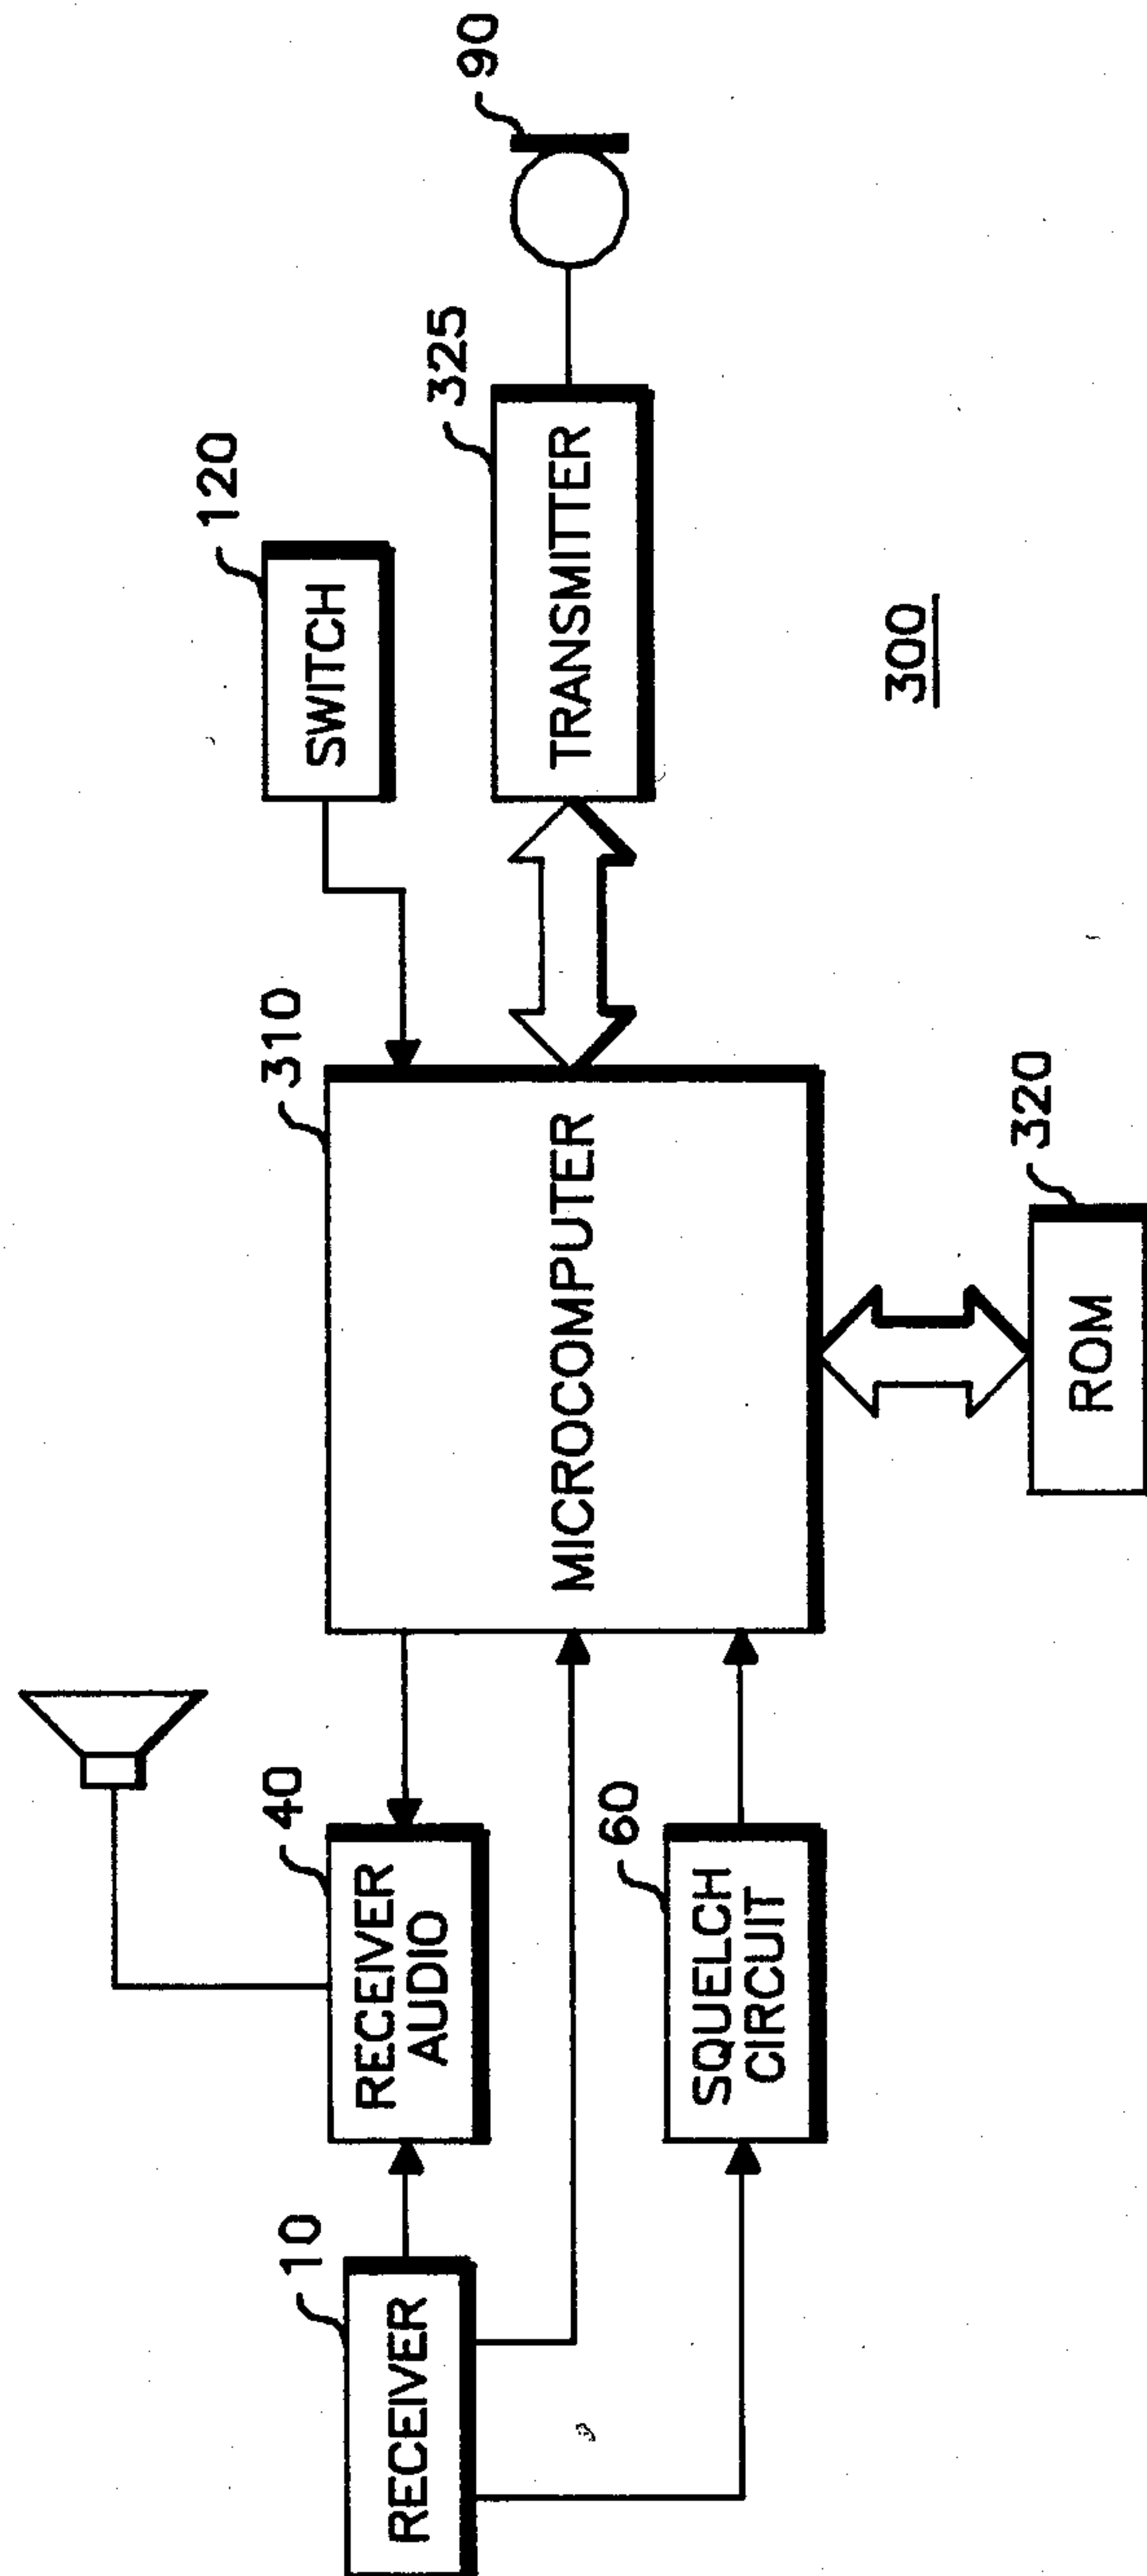 10
RECEIVER
40
RECEIVER
AUDIO
60
SQUELCH
CIRCUIT
310
MICROCOMPUTER
320
ROM
120
SWITCH
325
TRANSMITTER
90
300